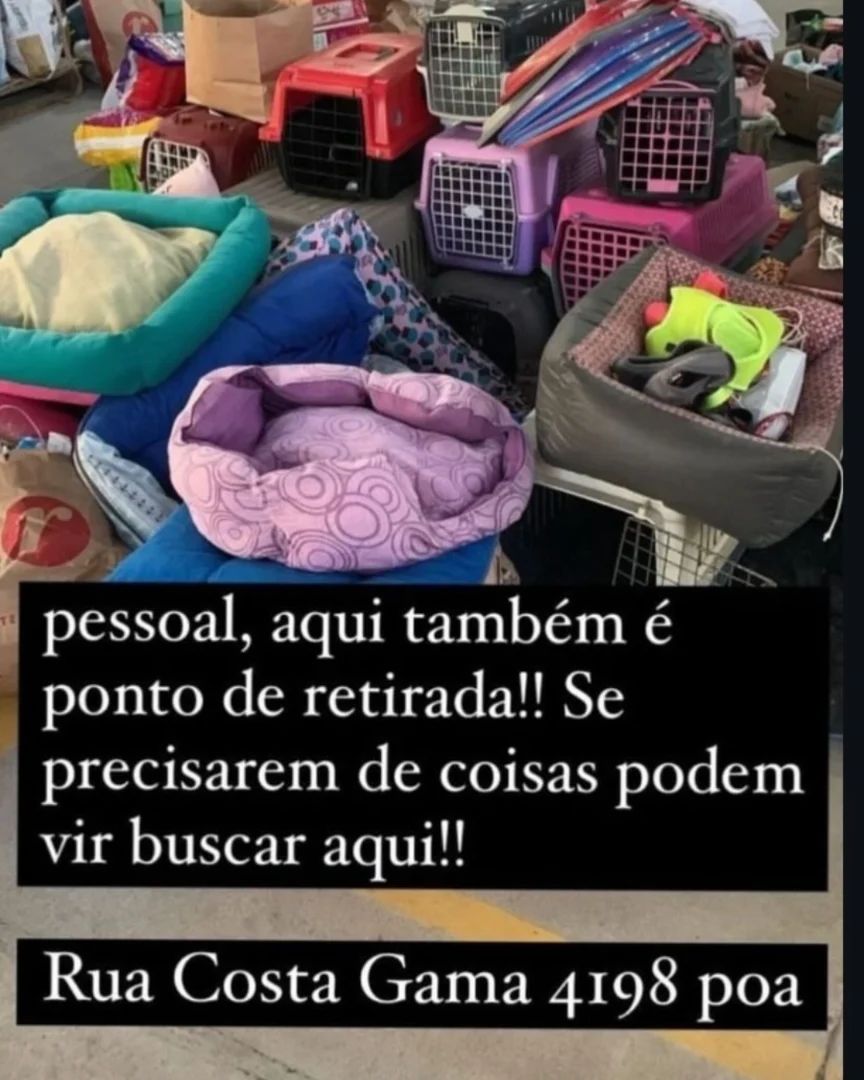 pessoal, aqui também é
ponto de retirada!! Se
precisarem de coisas podem
vir buscar aqui!!
Rua Costa Gama 4198 poa